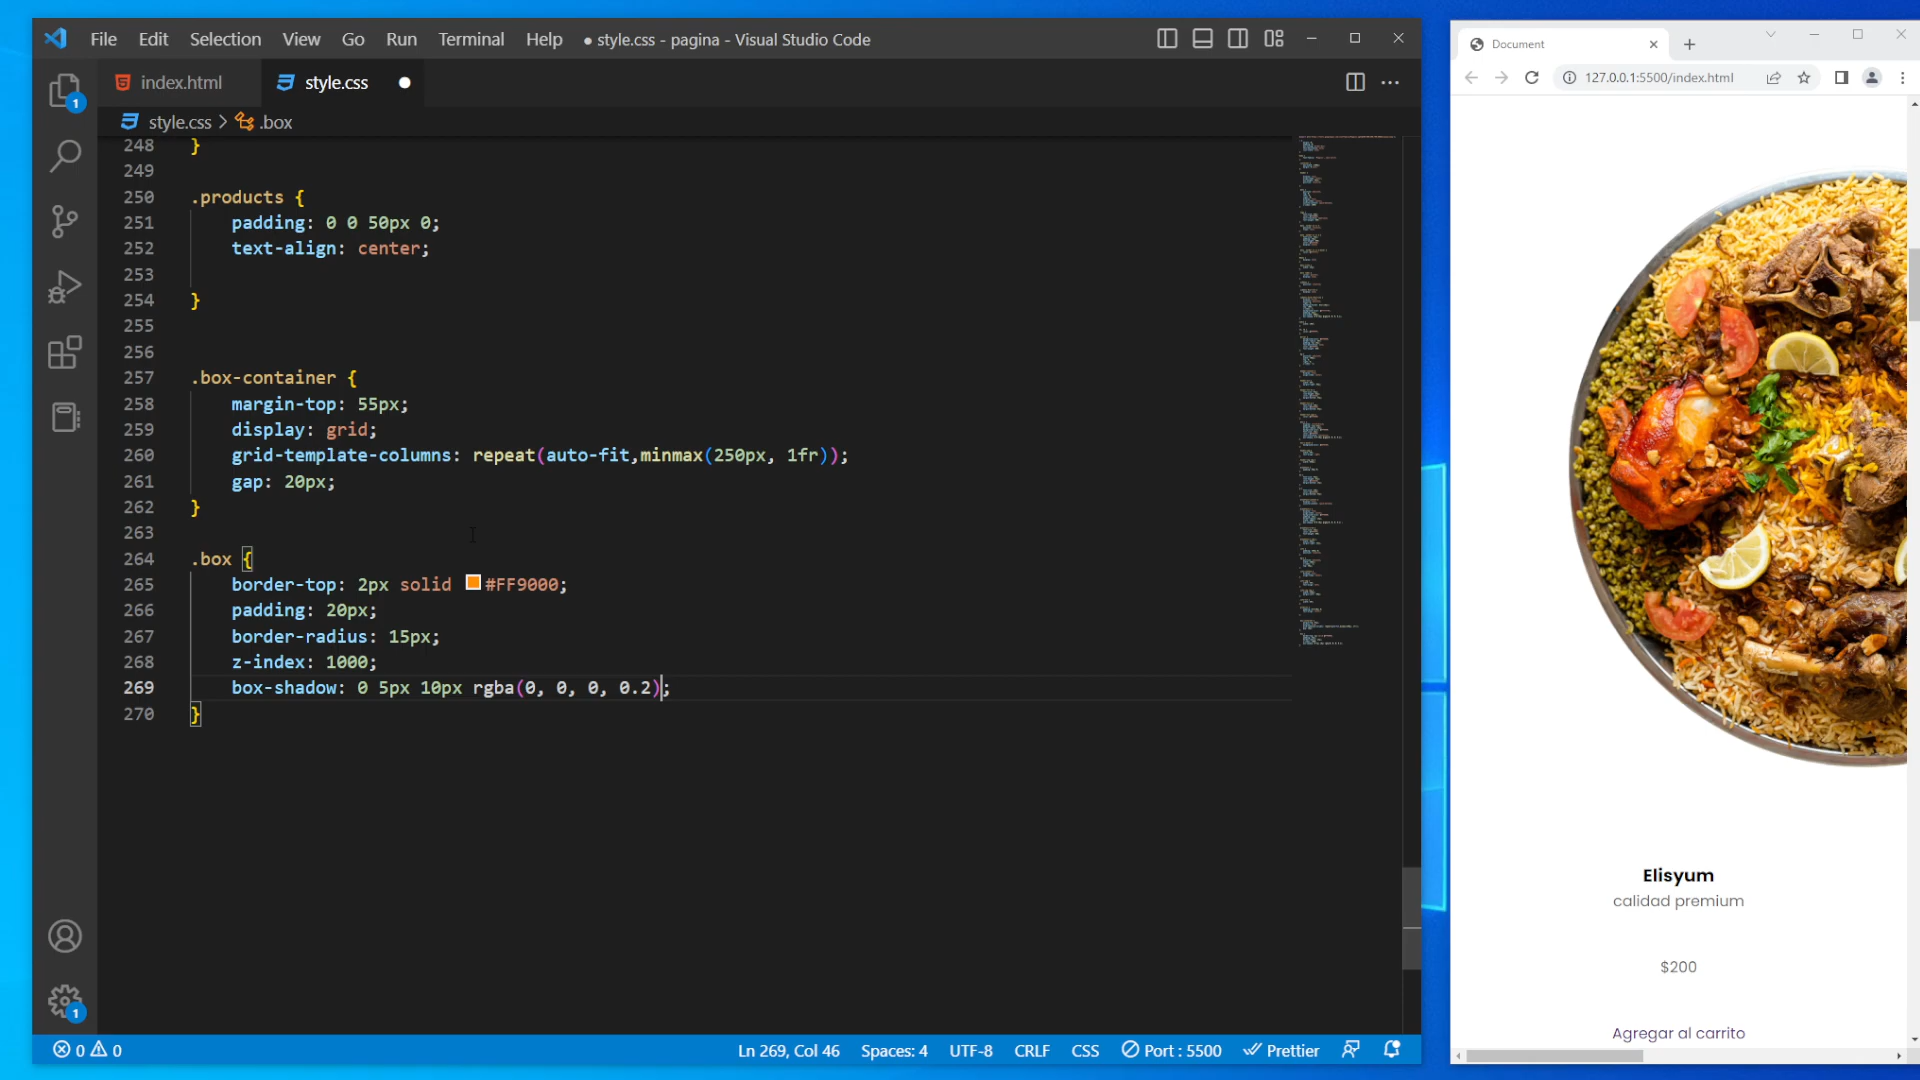 File Edit Selection View Go Run Terminal Help ● style.css - pagina - Visual Studio Code
index.html style.css ●
style.css > .box
248 }
249
250 .products {
251 padding: 0 0 50px 0;
252 text-align: center;
253
254 }
255
256
257 .box-container {
258 margin-top: 55px;
259 display: grid;
260 grid-template-columns: repeat(auto-fit,minmax(250px, 1fr));
261 gap: 20px;
262 }
263
264 .box {
265 border-top: 2px solid #FF9000;
266 padding: 20px;
267 border-radius: 15px;
268 z-index: 1000;
269 box-shadow: 0 5px 10px rgba(0, 0, 0, 0.2);
270 }
1
1
0 0
Ln 269, Col 46 Spaces: 4 UTF-8 CRLF CSS Port : 5500 Prettier
Document
127.0.0.1:5500/index.html
Elisyum
calidad premium
$200
Agregar al carrito